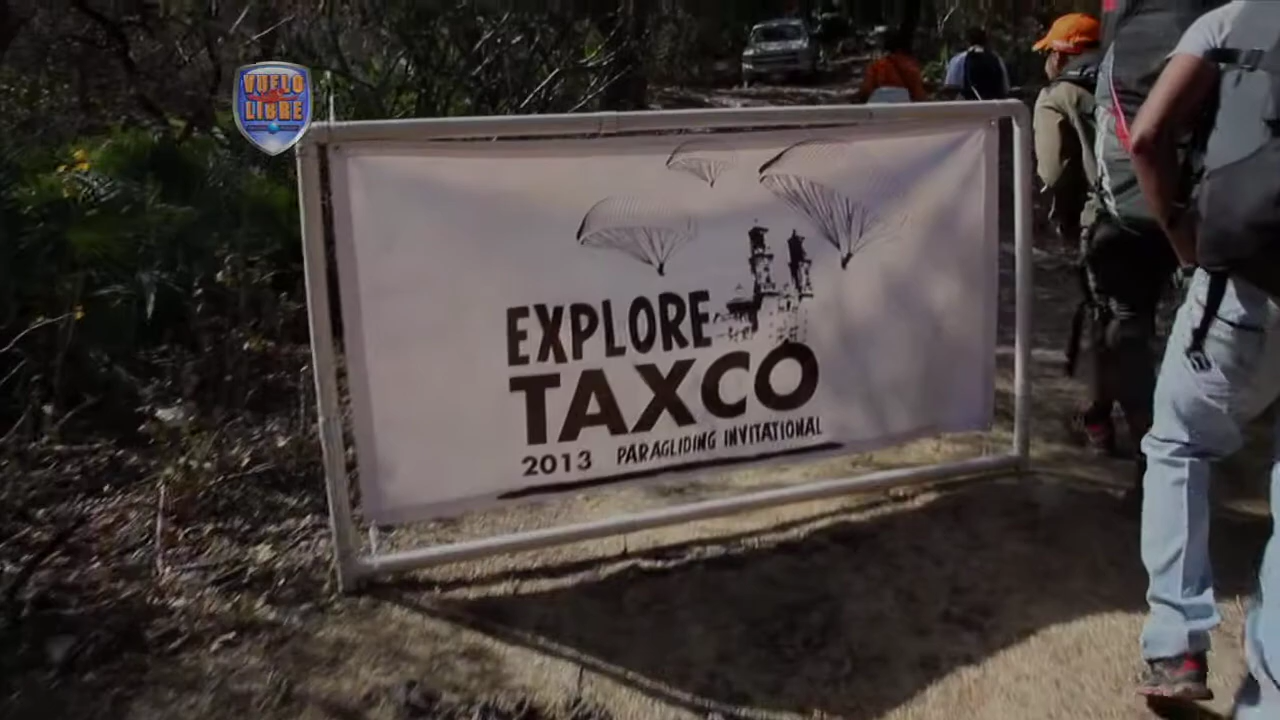 VUELO
LIBRE
EXPLORE
TAXCO
2013 PARAGLIDING INVITATIONAL